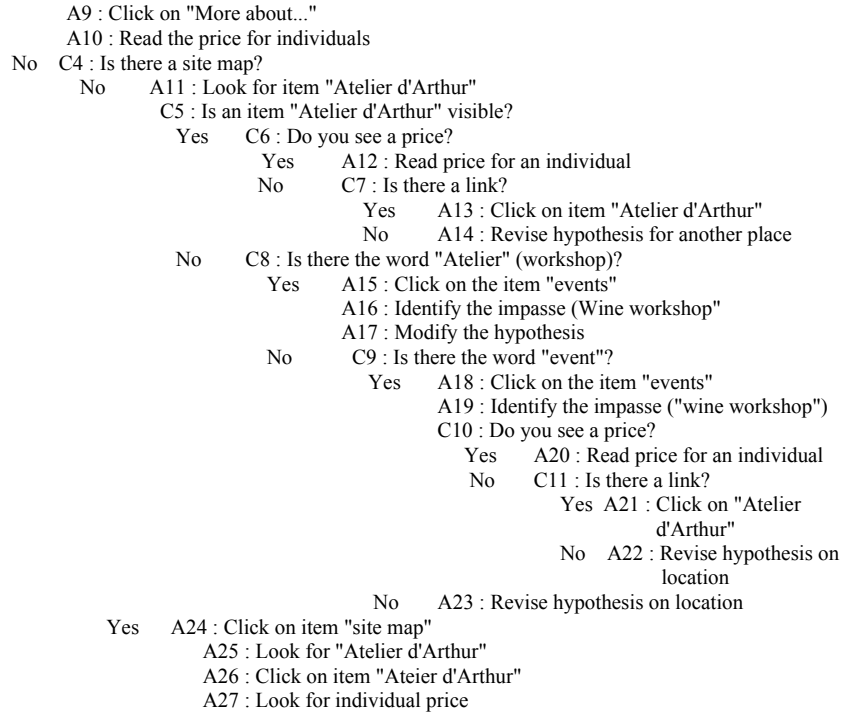 A9 : Click on "More about..."
A10 : Read the price for individuals
No C4 : Is there a site map?
No A11 : Look for item "Atelier d'Arthur"
C5 : Is an item "Atelier d'Arthur" visible?
Yes C6 : Do you see a price?
Yes A12 : Read price for an individual
No C7 : Is there a link?
Yes A13 : Click on item "Atelier d'Arthur"
No A14 : Revise hypothesis for another place
No C8 : Is there the word "Atelier" (workshop)?
Yes A15 : Click on the item "events"
A16 : Identify the impasse (Wine workshop"
A17 : Modify the hypothesis
No C9 : Is there the word "event"?
Yes A18 : Click on the item "events"
A19 : Identify the impasse ("wine workshop")
C10 : Do you see a price?
Yes A20 : Read price for an individual
No C11 : Is there a link?
Yes A21 : Click on "Atelier
d'Arthur"
No A22 : Revise hypothesis on
location
No A23 : Revise hypothesis on location
Yes A24 : Click on item "site map"
A25 : Look for "Atelier d'Arthur"
A26 : Click on item "Ateier d'Arthur"
A27 : Look for individual price